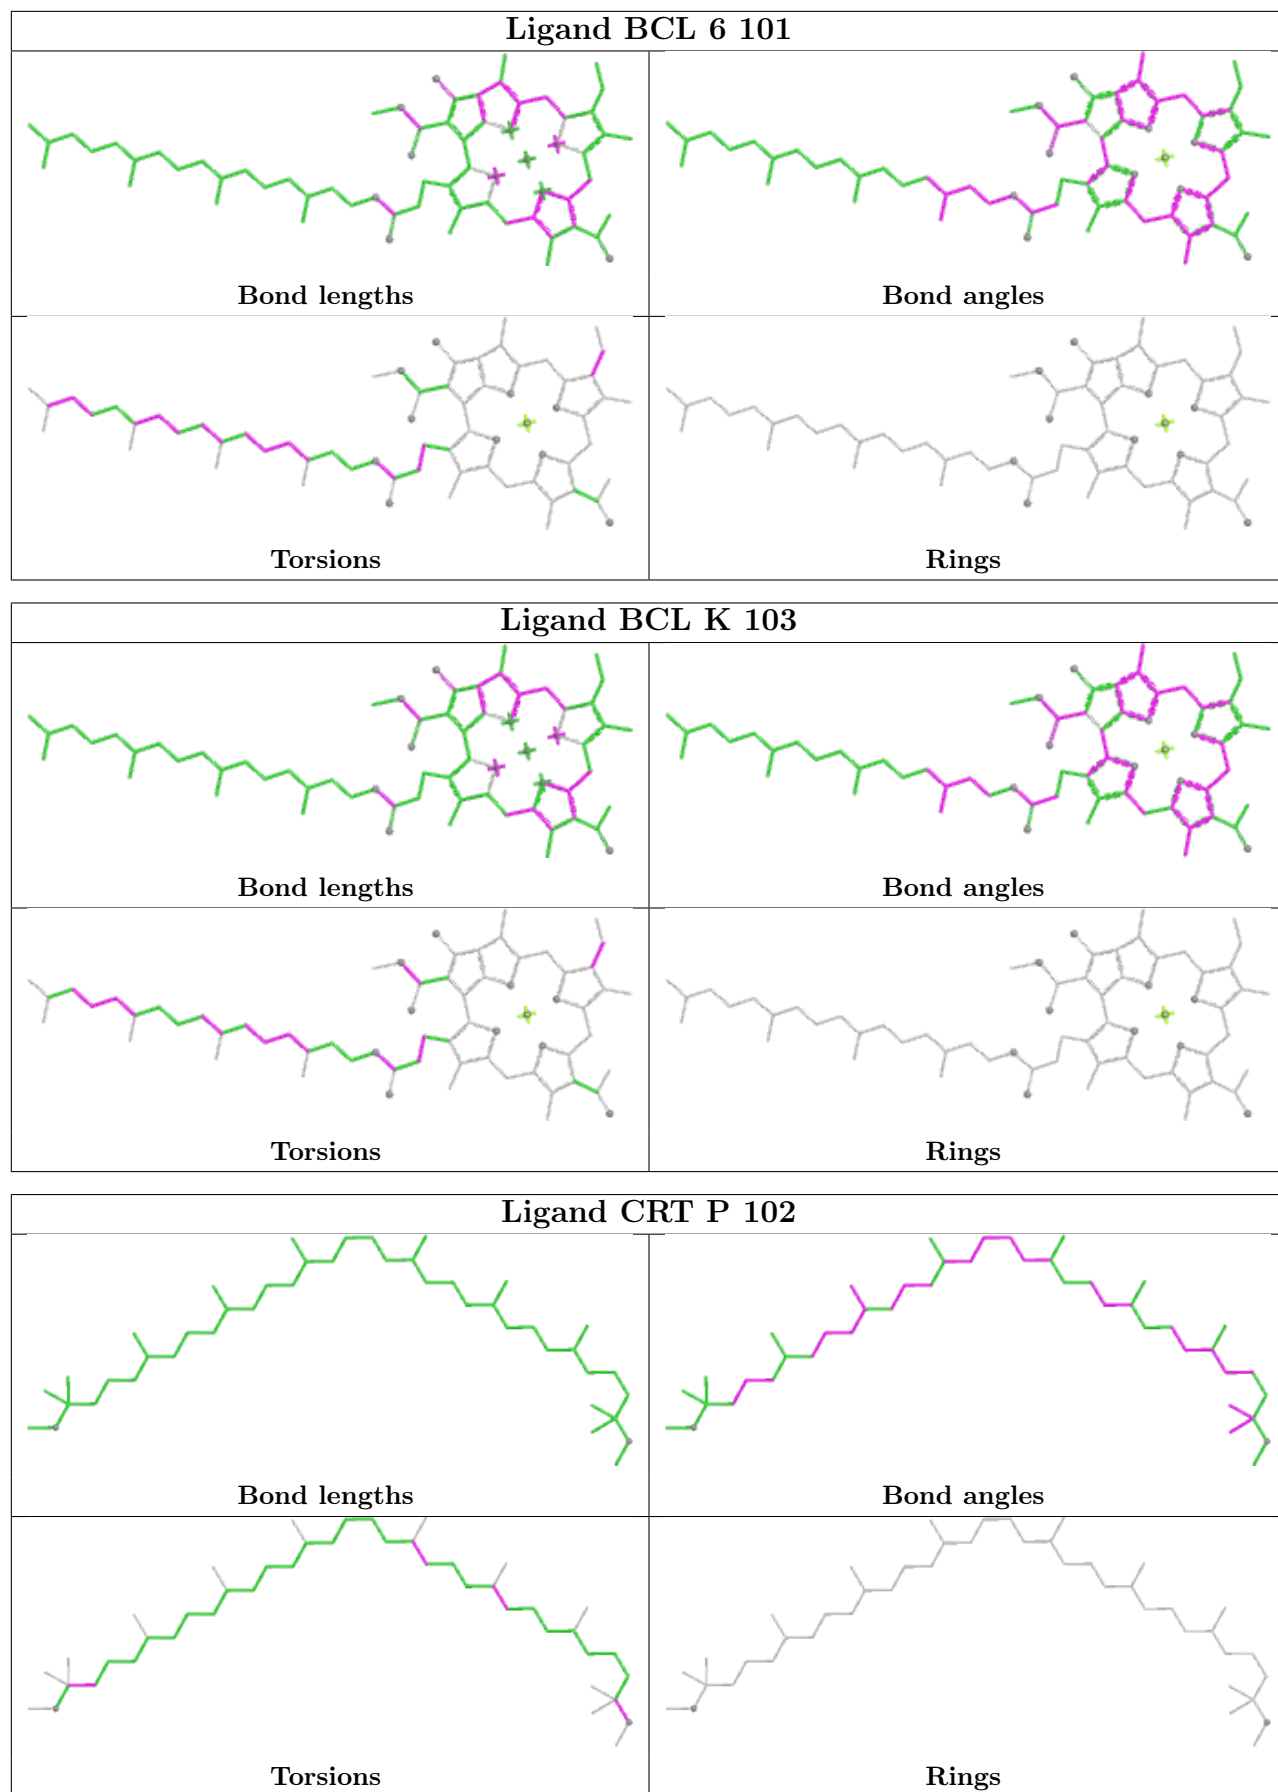 Ligand BCL 6 101
Bond lengths
Bond angles
Torsions
Rings
Ligand BCL K 103
Bond lengths
Bond angles
Torsions
Rings
Ligand CRT P 102
Bond lengths
Bond angles
Torsions
Rings